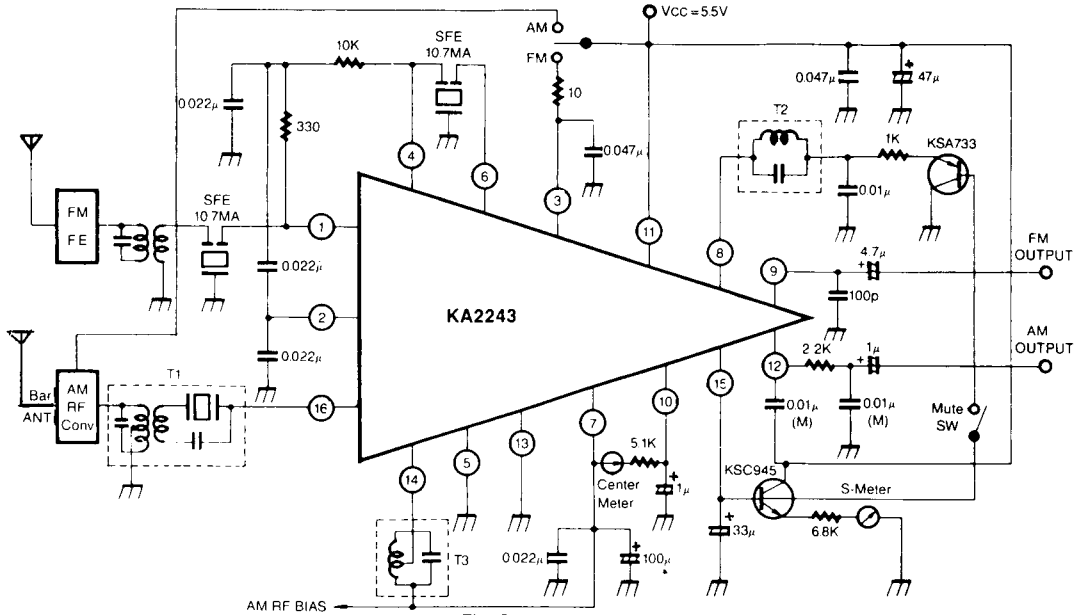 VCC = 5.5V
AM
FM
10K
SFE
10.7MA
0.022μ
330
10
0.047μ
0.047μ
+
47μ
T2
1K
KSA733
0.01μ
4
6
3
11
8
FM
FE
SFE
10.7MA
1
9
+
4.7μ
FM
OUTPUT
100p
0.022μ
2
KA2243
0.022μ
AM
OUTPUT
+
1μ
2 2K
12
15
0.01μ
(M)
0.01μ
(M)
Mute
SW
Bar
ANT
AM
RF
Conv
T1
16
10
7
13
5
14
5.1K
Center
Meter
+
1μ
KSC945
S-Meter
6.8K
+
33μ
T3
0.022μ
+
100μ
AM RF BIAS